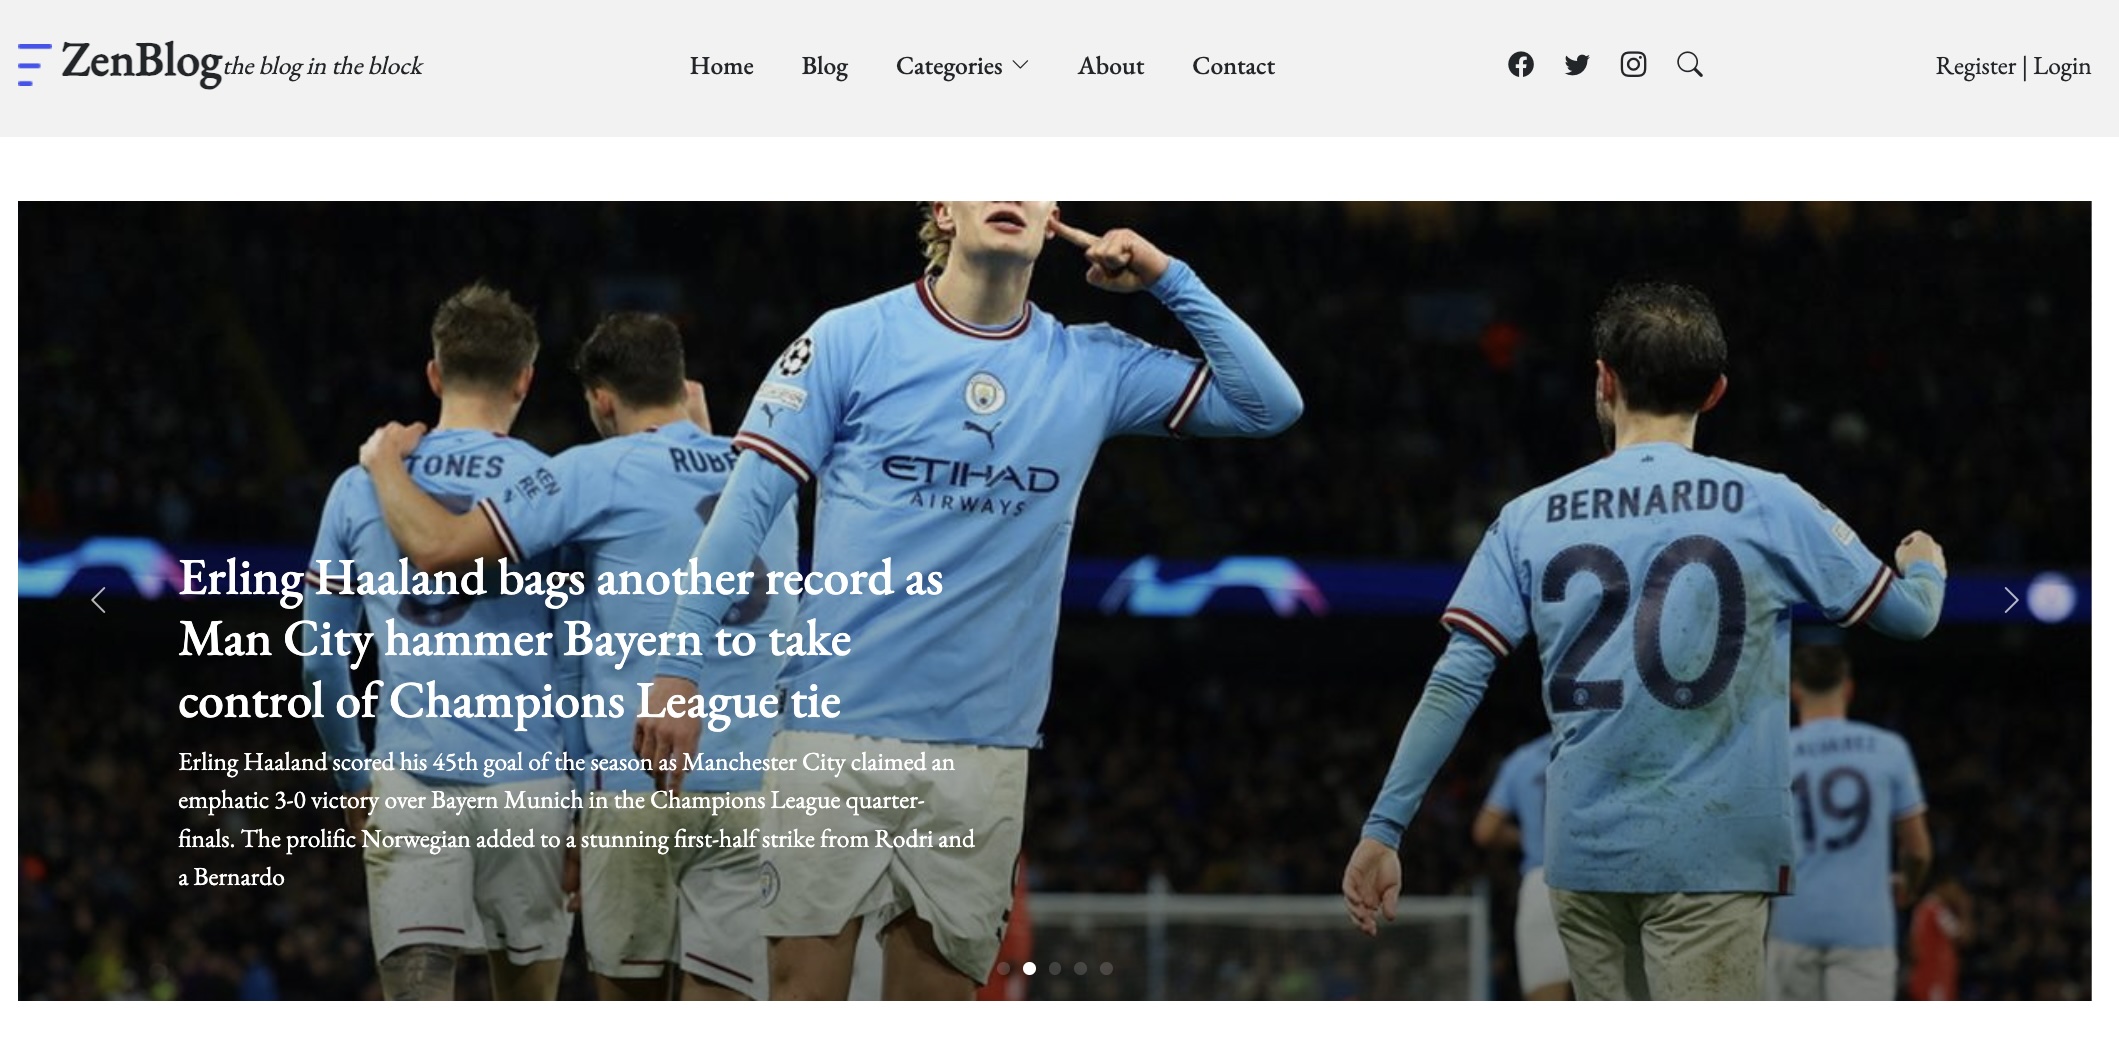 ZenBlog the blog in the block
Home Blog Categories About Contact
Register | Login
TONES
RUBE
ETIHAD
AIRWAYS
BERNARDO
20
19
Erling Haaland bags another record as
Man City hammer Bayern to take
control of Champions League tie
Erling Haaland scored his 45th goal of the season as Manchester City claimed an
emphatic 3-0 victory over Bayern Munich in the Champions League quarter-
finals. The prolific Norwegian added to a stunning first-half strike from Rodri and
a Bernardo